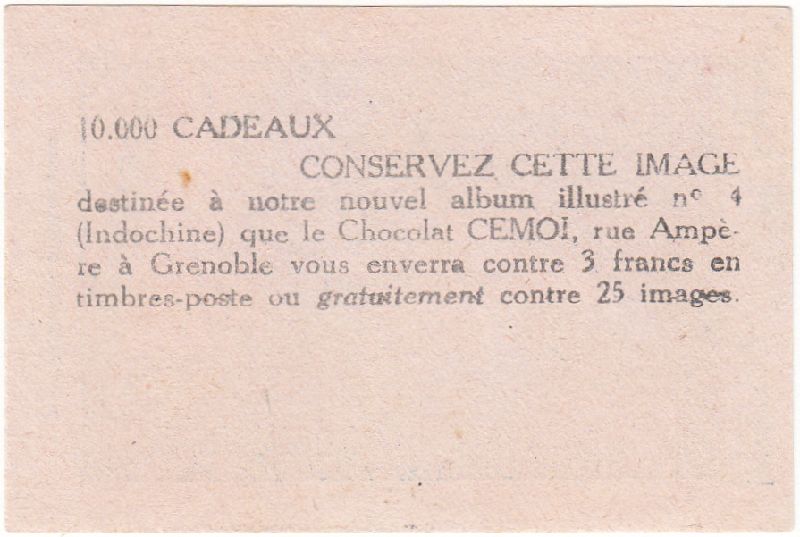 10.000 CADEAUX
CONSERVEZ CETTE IMAGE
destinée à notre nouvel album illustré n° 4
(Indochine) que le Chocolat CEMOI, rue Ampè-
re à Grenoble vous enverra contre 3 francs en
timbres-poste ou gratuitement contre 25 images.